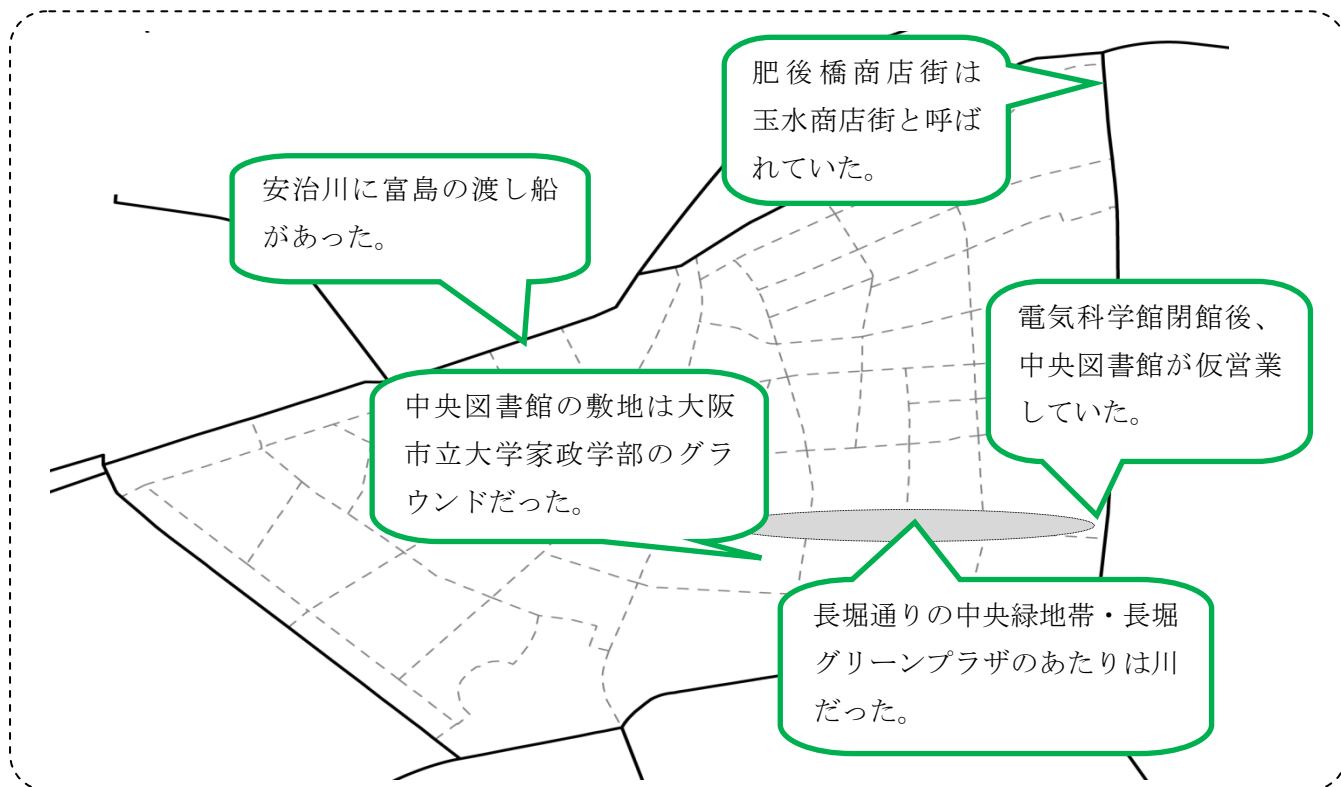 肥後橋商店街は
玉水商店街と呼ば
れていた。
安治川に富島の渡し船
があった。
電気科学館閉館後、
中央図書館が仮営業
していた。
中央図書館の敷地は大阪
市立大学家政学部のグラ
ウンドだった。
長堀通りの中央緑地帯・長堀
グリーンプラザのあたりは川
だった。